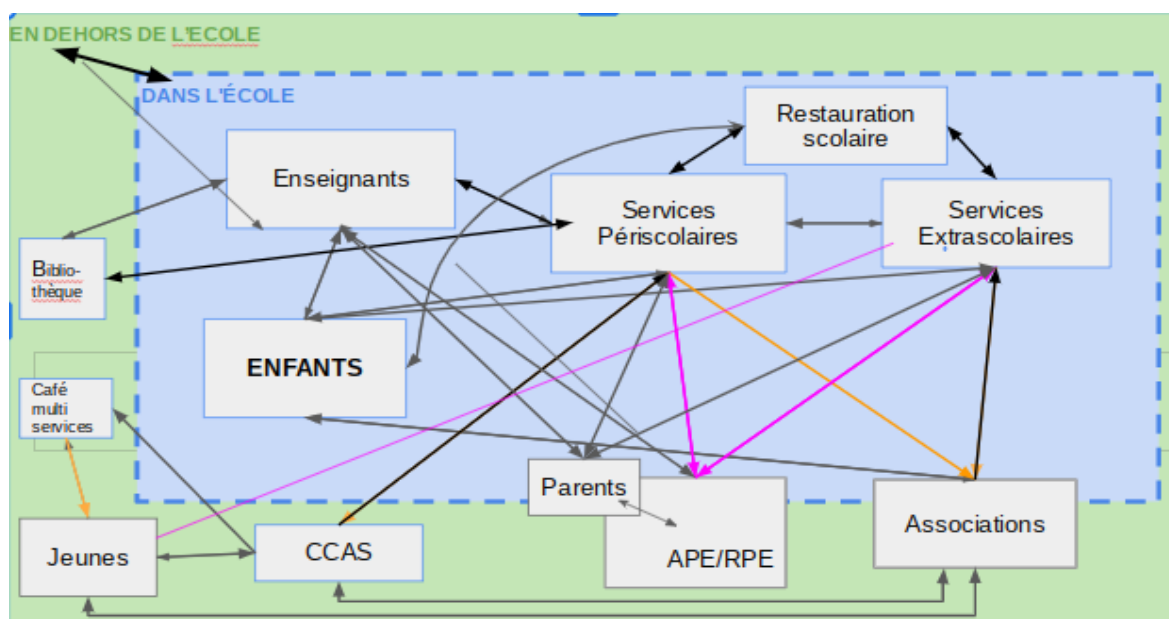 EN DEHORS DE L'ECOLE
DANS L'ÉCOLE
Restauration
scolaire
Enseignants
Services
Périscolaires
Services
Extrascolaires
Biblio-
thèque
ENFANTS
Café
multi
services
Parents
Jeunes
CCAS
APE/RPE
Associations